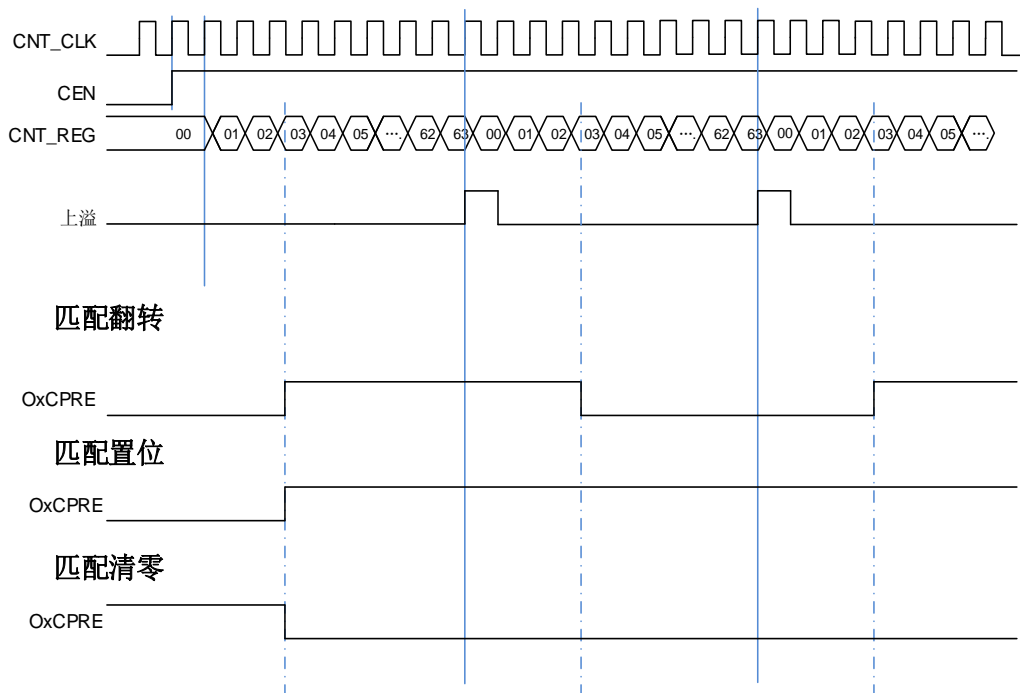 CNT_CLK
CEN
CNT_REG 00 01 02 03 04 05 …. 62 63 00 01 02 03 04 05 …. 62 63 00 01 02 03 04 05 ….
上溢
匹配翻转
OxCPRE
匹配置位
OxCPRE
匹配清零
OxCPRE